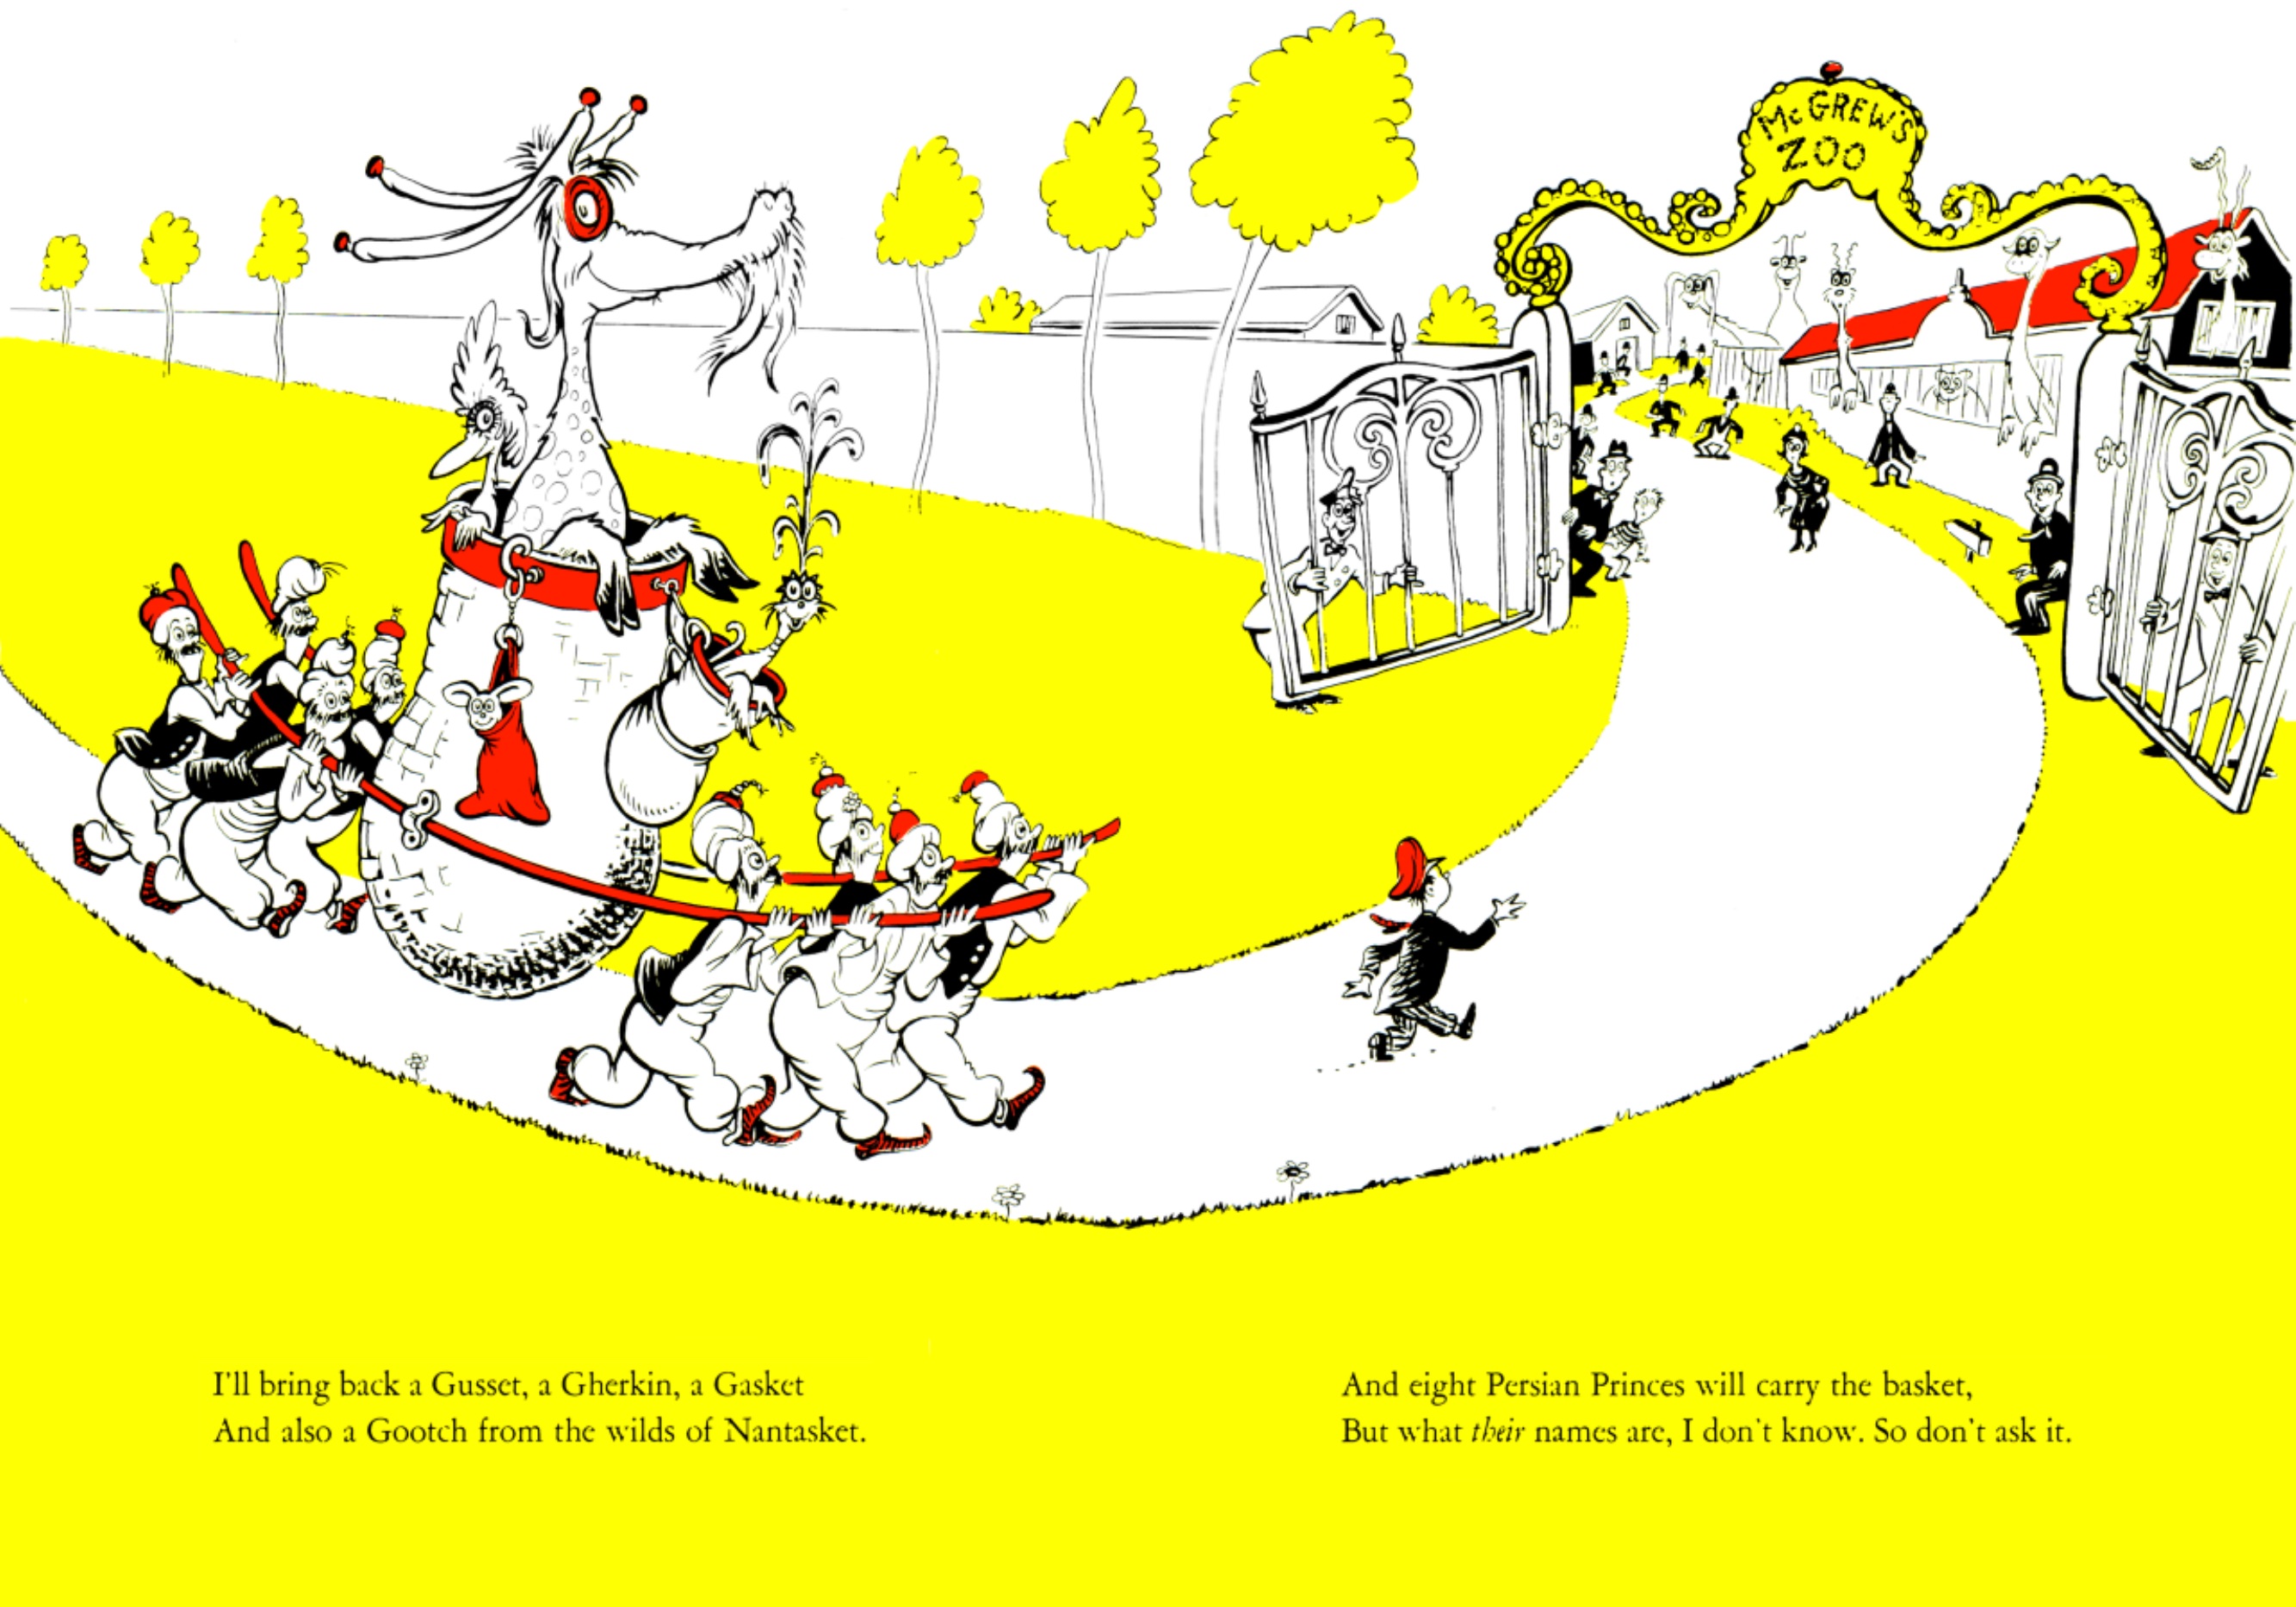 McGREW'S
ZOO
I'll bring back a Gusset, a Gherkin, a Gasket
And also a Gootch from the wilds of Nantasket.
And eight Persian Princes will carry the basket,
But what their names are, I don't know. So don't ask it.